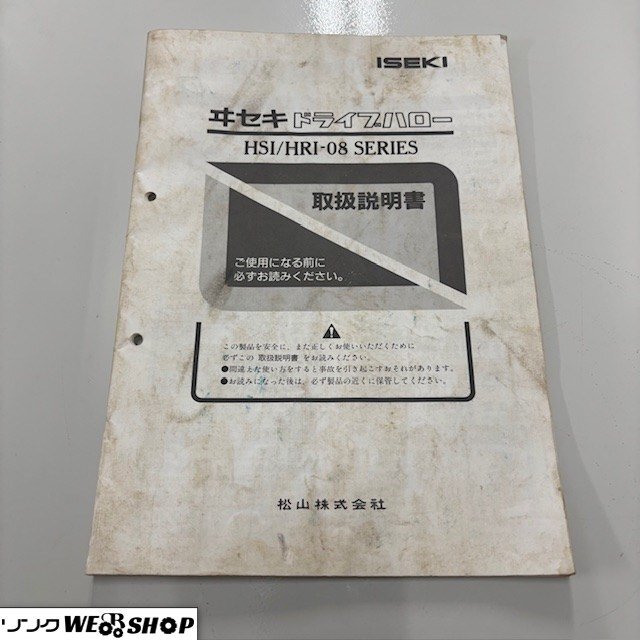 ISEKI
ヰセキ ドライブハロー
HSI/HRI-08 SERIES
取扱説明書
ご使用になる前に
必ずお読みください。
この製品を安全に、また正しくお使いいただくために
必ずこの 取扱説明書 をお読みください。
●間違った使い方をすると事故を引き起こすおそれがあります。
●お読みになった後は、必ず製品の近くに保管してください。
松山株式会社
リンク WEB SHOP